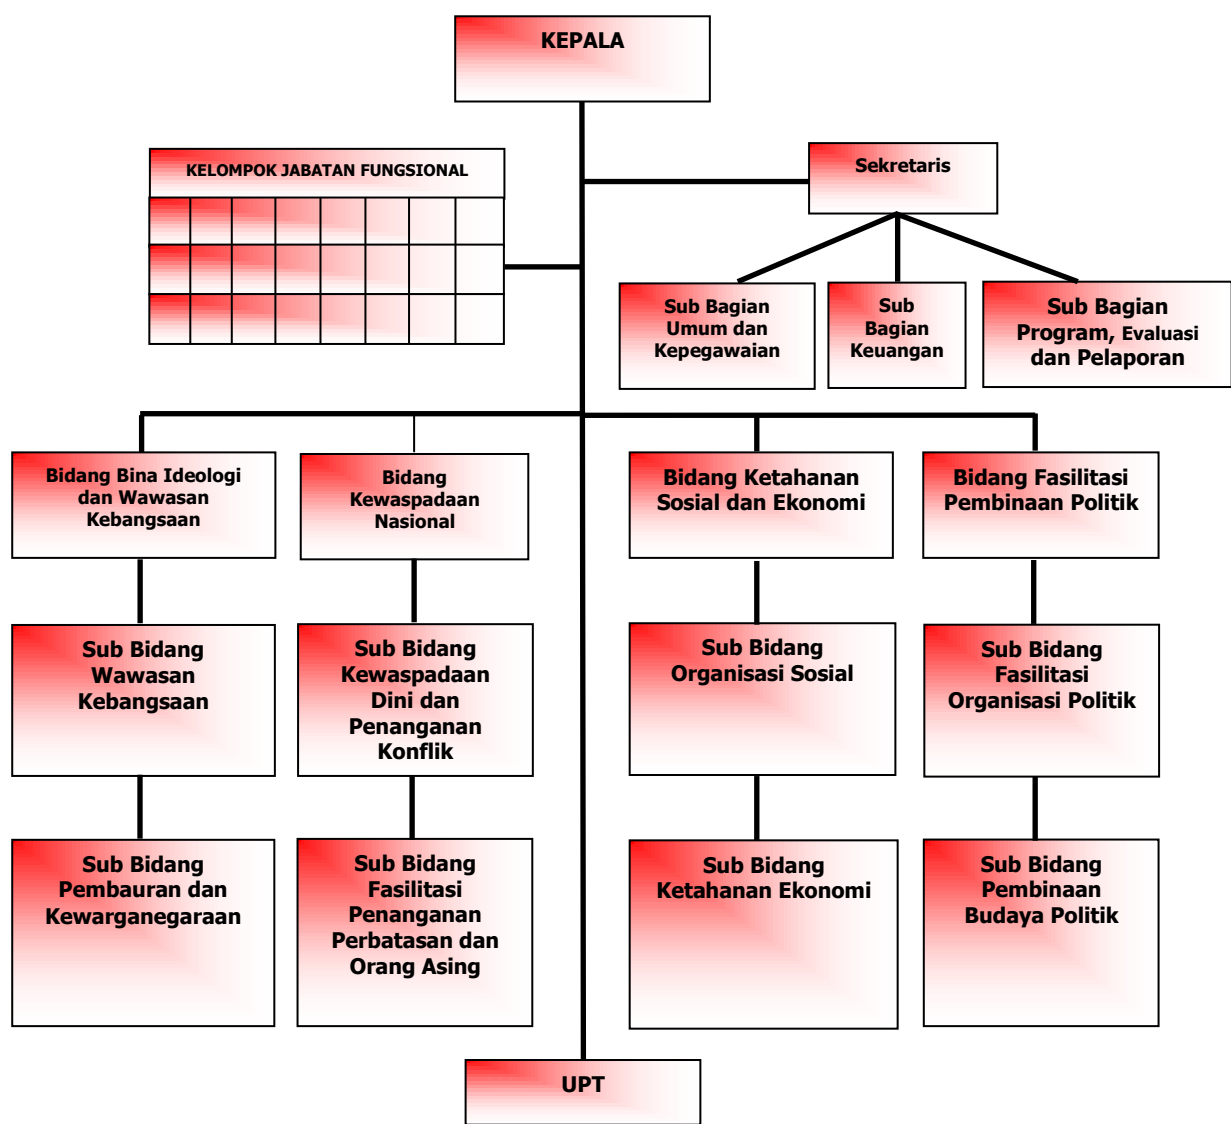 KEPALA
KELOMPOK JABATAN FUNGSIONAL
Sekretaris
Sub Bagian
Umum dan
Kepegawaian
Sub
Bagian
Keuangan
Sub Bagian
Program, Evaluasi
dan Pelaporan
Bidang Bina Ideologi
dan Wawasan
Kebangsaan
Bidang
Kewaspadaan
Nasional
Bidang Ketahanan
Sosial dan Ekonomi
Bidang Fasilitasi
Pembinaan Politik
Sub Bidang
Wawasan
Kebangsaan
Sub Bidang
Kewaspadaan
Dini dan
Penanganan
Konflik
Sub Bidang
Organisasi Sosial
Sub Bidang
Fasilitasi
Organisasi Politik
Sub Bidang
Pembauran dan
Kewarganegaraan
Sub Bidang
Fasilitasi
Penanganan
Perbatasan dan
Orang Asing
Sub Bidang
Ketahanan Ekonomi
Sub Bidang
Pembinaan
Budaya Politik
UPT